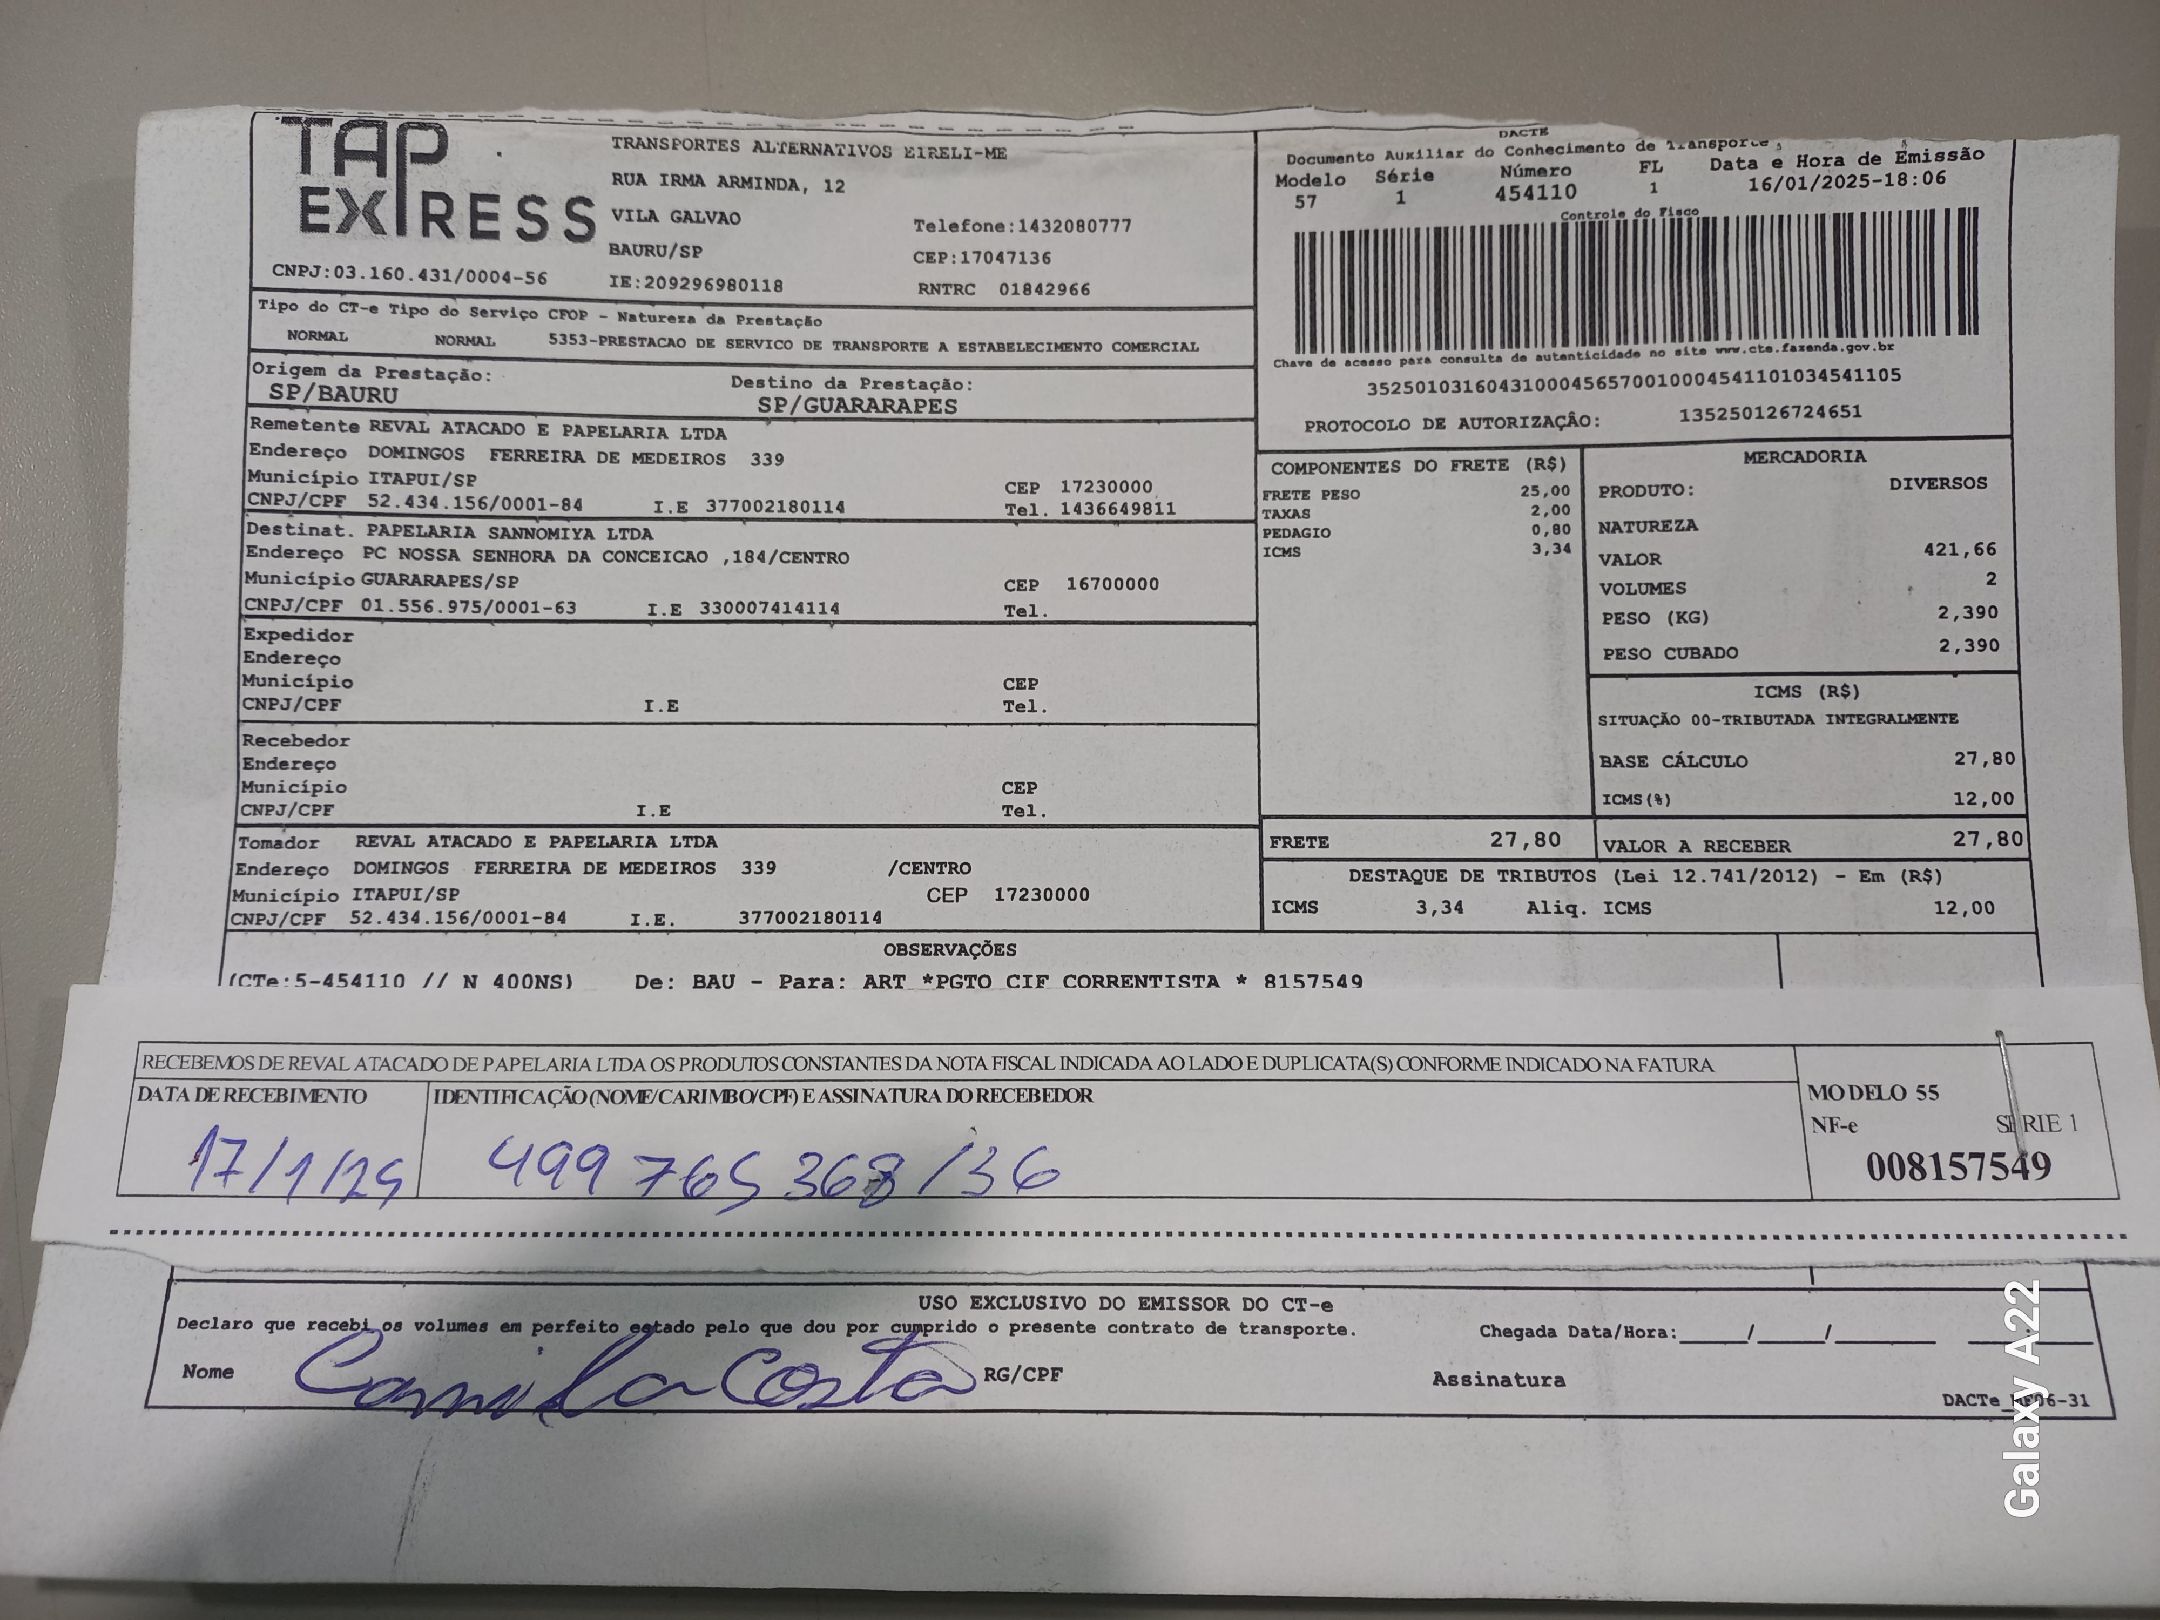 TAP EXPRESS
TRANSPORTES ALTERNATIVOS EIRELI-ME
RUA IRMA ARMINDA, 12
VILA GALVAO
Telefone:1432080777
BAURU/SP
CEP:17047136
CNPJ:03.160.431/0004-56
IE:209296980118
RNTRC 01842966
DACTE
Documento Auxiliar do Conhecimento de Transporte
Modelo Série Número FL Data e Hora de Emissão
57 1 454110 1 16/01/2025-18:06
Controle do Fisco
Chave de acesso para consulta de autenticidade no site www.cte.fazenda.gov.br
35250103160431000456570010004541101034541105
PROTOCOLO DE AUTORIZAÇÃO: 135250126724651
Tipo do CT-e Tipo do Serviço CFOP - Natureza da Prestação
NORMAL NORMAL 5353-PRESTACAO DE SERVICO DE TRANSPORTE A ESTABELECIMENTO COMERCIAL
Origem da Prestação: Destino da Prestação:
SP/BAURU SP/GUARARAPES
Remetente REVAL ATACADO E PAPELARIA LTDA
Endereço DOMINGOS FERREIRA DE MEDEIROS 339
Município ITAPUI/SP CEP 17230000
CNPJ/CPF 52.434.156/0001-84 I.E 377002180114 Tel. 1436649811
Destinat. PAPELARIA SANNOMIYA LTDA
Endereço PC NOSSA SENHORA DA CONCEICAO ,184/CENTRO
Município GUARARAPES/SP CEP 16700000
CNPJ/CPF 01.556.975/0001-63 I.E 330007414114 Tel.
Expedidor
Endereço
Município CEP
CNPJ/CPF I.E Tel.
Recebedor
Endereço
Município CEP
CNPJ/CPF I.E Tel.
Tomador REVAL ATACADO E PAPELARIA LTDA
Endereço DOMINGOS FERREIRA DE MEDEIROS 339 /CENTRO
Município ITAPUI/SP CEP 17230000
CNPJ/CPF 52.434.156/0001-84 I.E. 377002180114
COMPONENTES DO FRETE (R$)
FRETE PESO 25,00
TAXAS 2,00
PEDAGIO 0,80
ICMS 3,34
MERCADORIA
PRODUTO: DIVERSOS
NATUREZA
VALOR 421,66
VOLUMES 2
PESO (KG) 2,390
PESO CUBADO 2,390
ICMS (R$)
SITUAÇÃO 00-TRIBUTADA INTEGRALMENTE
BASE CÁLCULO 27,80
ICMS(%) 12,00
FRETE 27,80 VALOR A RECEBER 27,80
DESTAQUE DE TRIBUTOS (Lei 12.741/2012) - Em (R$)
ICMS 3,34 Aliq. ICMS 12,00
OBSERVAÇÕES
(CTe:5-454110 // N 400NS) De: BAU - Para: ART *PGTO CIF CORRENTISTA * 8157549
RECEBEMOS DE REVAL ATACADO DE PAPELARIA LTDA OS PRODUTOS CONSTANTES DA NOTA FISCAL INDICADA AO LADO E DUPLICATA(S) CONFORME INDICADO NA FATURA
DATA DE RECEBIMENTO IDENTIFICAÇÃO (NOME/CARIMBO/CPF) E ASSINATURA DO RECEBEDOR
17/1/25 499 765 368/36
MODELO 55
NF-e SERIE 1
008157549
USO EXCLUSIVO DO EMISSOR DO CT-e
Declaro que recebi os volumes em perfeito estado pelo que dou por cumprido o presente contrato de transporte. Chegada Data/Hora:____/____/______ ______
Nome Camila Costa RG/CPF Assinatura
Galaxy A22